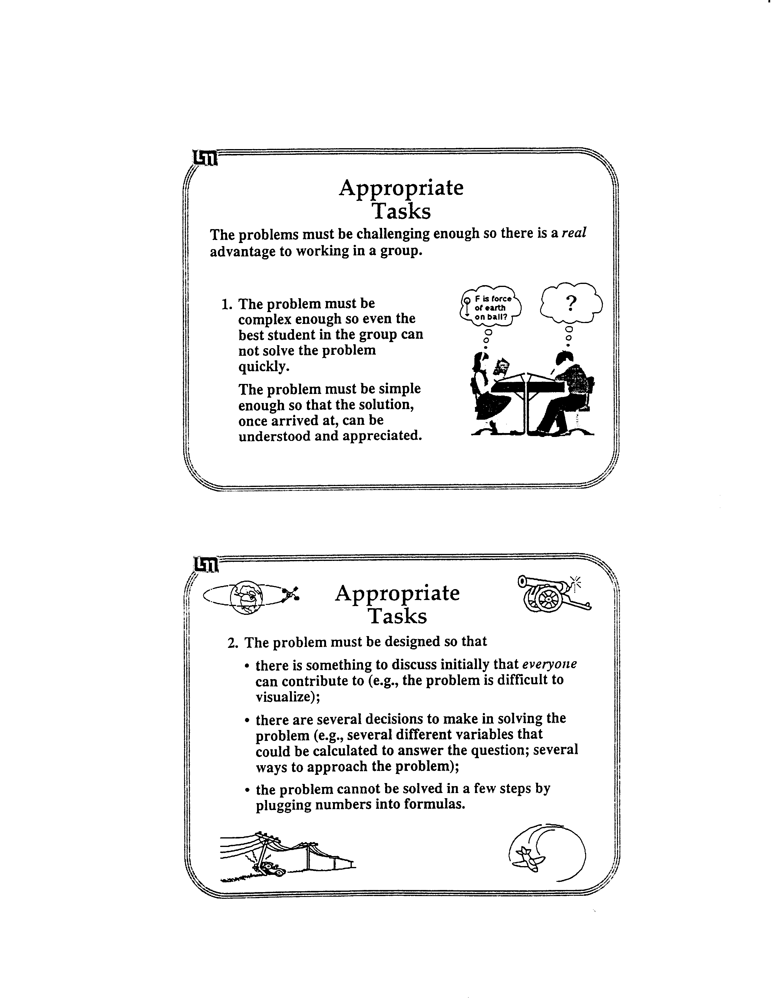 Appropriate
Tasks
The problems must be challenging enough so there is a real
advantage to working in a group.
1. The problem must be
complex enough so even the
best student in the group can
not solve the problem
quickly.
The problem must be simple
enough so that the solution,
once arrived at, can be
understood and appreciated.
F is force
of earth
on ball?
?
Appropriate
Tasks
2. The problem must be designed so that
• there is something to discuss initially that everyone
can contribute to (e.g., the problem is difficult to
visualize);
• there are several decisions to make in solving the
problem (e.g., several different variables that
could be calculated to answer the question; several
ways to approach the problem);
• the problem cannot be solved in a few steps by
plugging numbers into formulas.